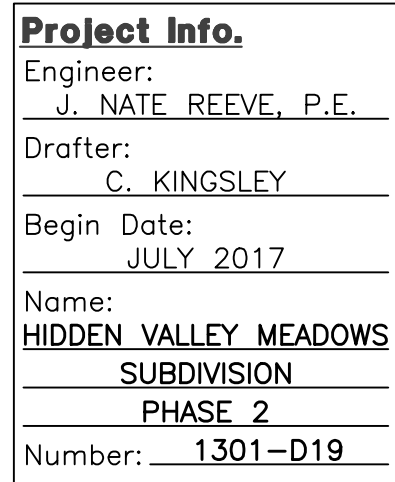 Project Info.
Engineer:
J. NATE REEVE, P.E.
Drafter:
C. KINGSLEY
Begin Date:
JULY 2017
Name:
HIDDEN VALLEY MEADOWS
SUBDIVISION
PHASE 2
Number: 1301-D19